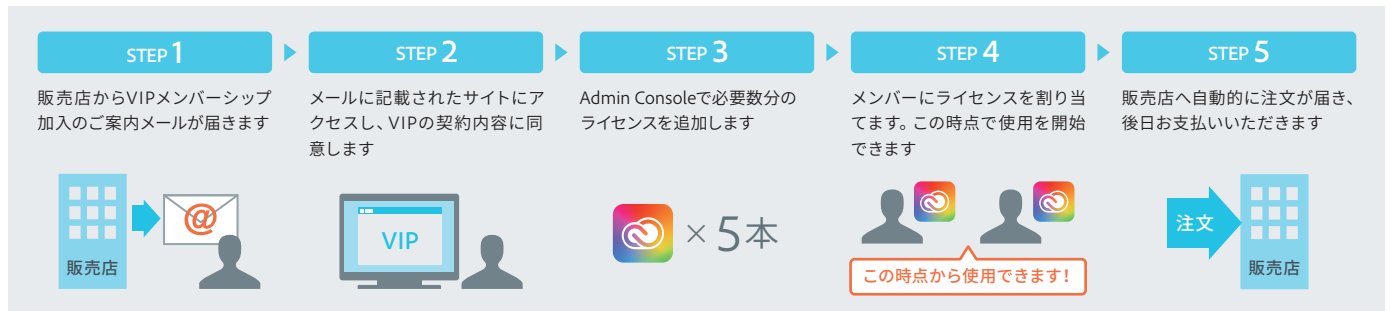 STEP 1
販売店からVIPメンバーシップ
加入のご案内メールが届きます
@
販売店
STEP 2
メールに記載されたサイトにア
クセスし、VIPの契約内容に同
意します
VIP
STEP 3
Admin Consoleで必要数分の
ライセンスを追加します
×5本
STEP 4
メンバーにライセンスを割り当
てます。この時点で使用を開始
できます
この時点から使用できます!
STEP 5
販売店へ自動的に注文が届き、
後日お支払いいただきます
注文
販売店